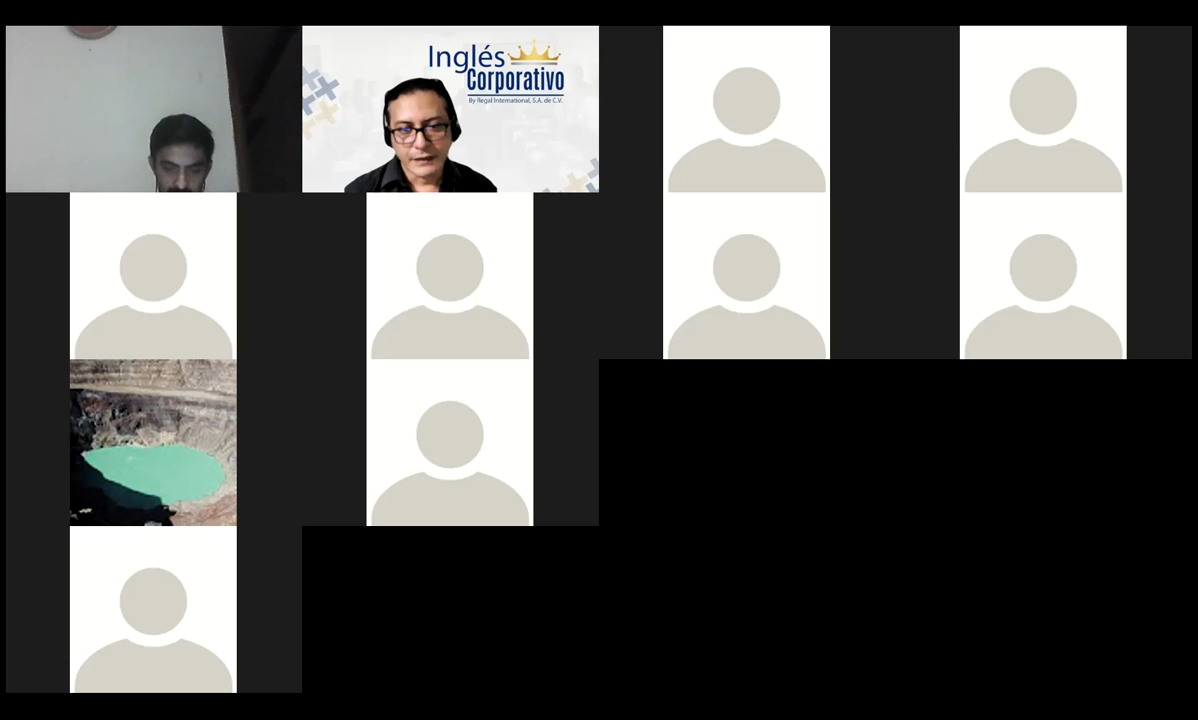 Inglés
Corporativo
By Regal International, S.A. de C.V.